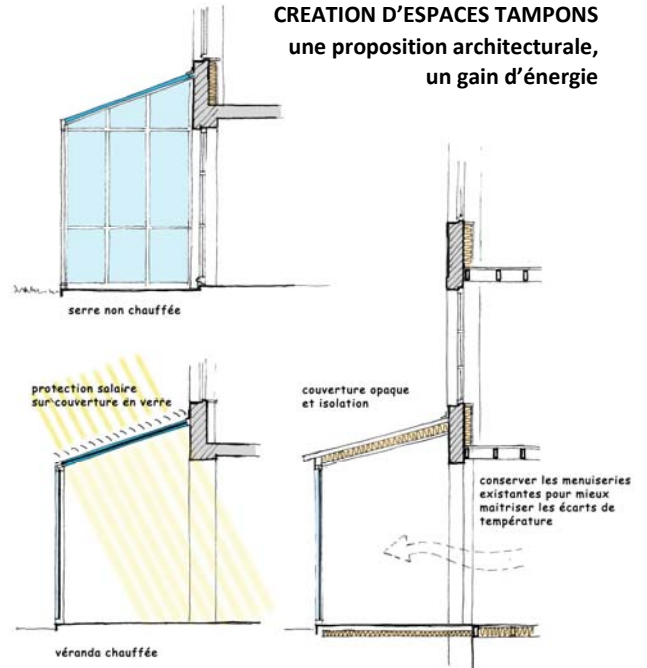 CREATION D’ESPACES TAMPONS
une proposition architecturale,
un gain d’énergie
serre non chauffée
protection salaire
sur couverture en verre
couverture opaque
et isolation
conserver les menuiseries
existantes pour mieux
maitriser les écarts de
température
véranda chauffée